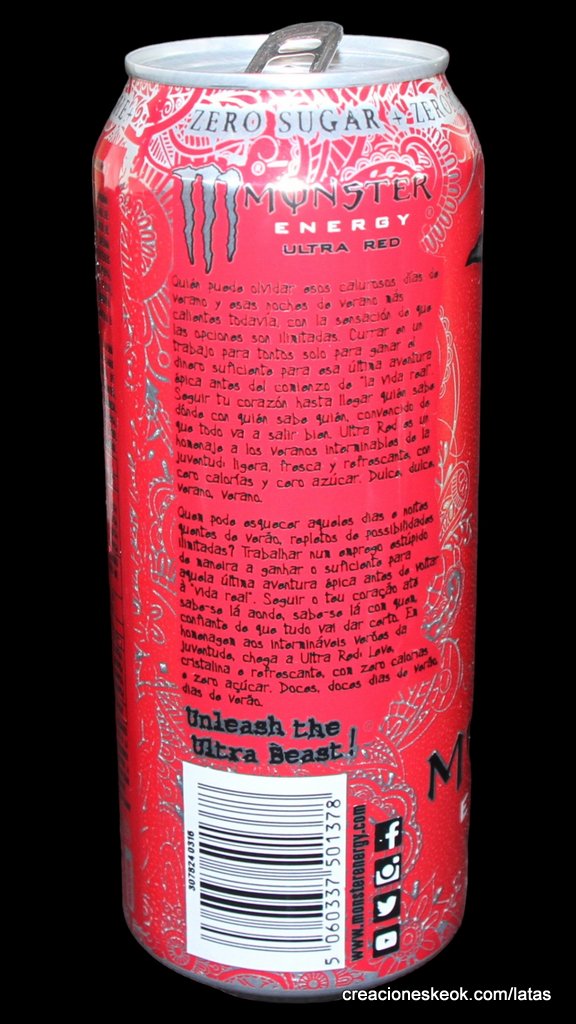 ZERO SUGAR + ZERO
MONSTER
ENERGY
ULTRA RED
Quién puede olvidar esos calurosos días de
verano y esas noches de verano más
calientes todavía, con la sensación de que
las opciones son ilimitadas. Currar en un
trabajo para tontos solo para ganar el
dinero suficiente para esa última aventura
épica antes del comienzo de "la vida real".
Seguir tu corazón hasta llegar quién sabe
dónde con quién sabe quién, convencido de
que todo va a salir bien. Ultra Red es un
homenaje a los veranos interminables de la
juventud: ligera, fresca y refrescante, con
cero calorías y cero azúcar. Dulce, dulce,
verano, verano.
Quem pode esquecer aqueles dias e noites
quentes de verão, repletos de possibilidades
ilimitadas? Trabalhar num emprego estúpido
de maneira a ganhar o suficiente para
aquela última aventura épica antes de voltar
à "vida real". Seguir o teu coração até
sabe-se lá aonde, sabe-se lá com quem,
confiante de que tudo vai dar certo. Em
homenagem aos intermináveis verões da
juventude, chega a Ultra Red: Leve,
cristalina e refrescante, com zero calorias
e zero açúcar. Doces, doces dias de verão
dias de verão.
Unleash the
Ultra Beast!
3078240316
5 060337 501378
www.monsterenergy.com
creacioneskeok.com/latas